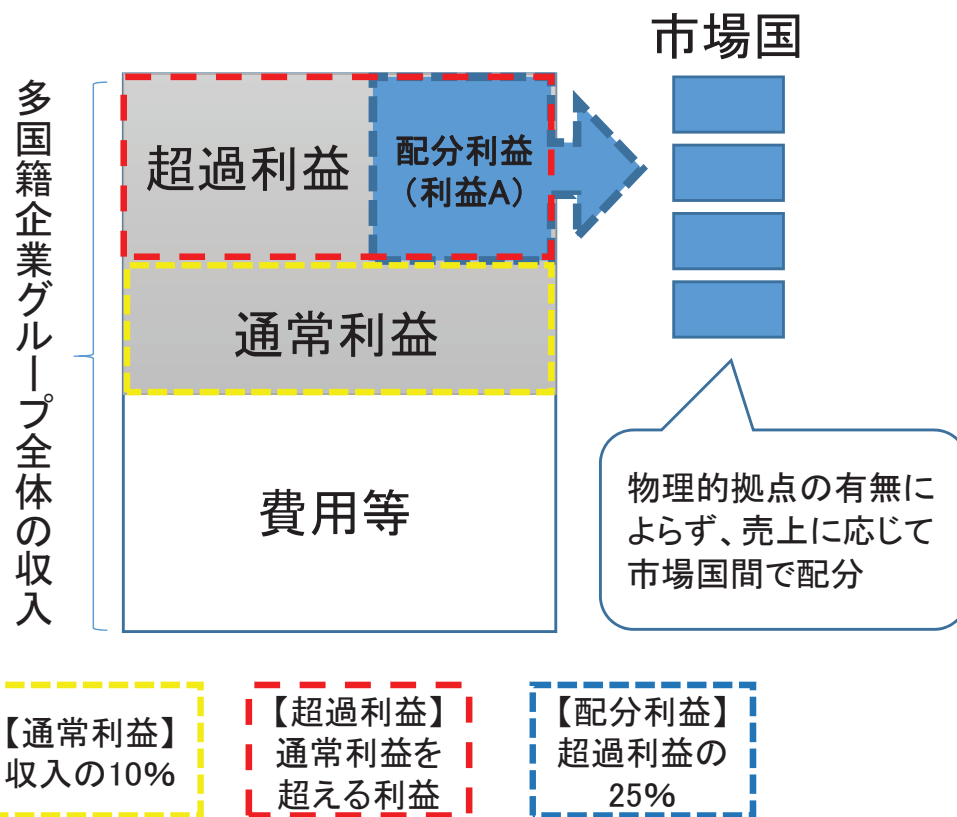 市場国
多国籍企業グループ全体の収入
超過利益
配分利益
（利益A）
通常利益
費用等
物理的拠点の有無に
よらず、売上に応じて
市場国間で配分
【通常利益】
収入の10%
【超過利益】
通常利益を
超える利益
【配分利益】
超過利益の
25%